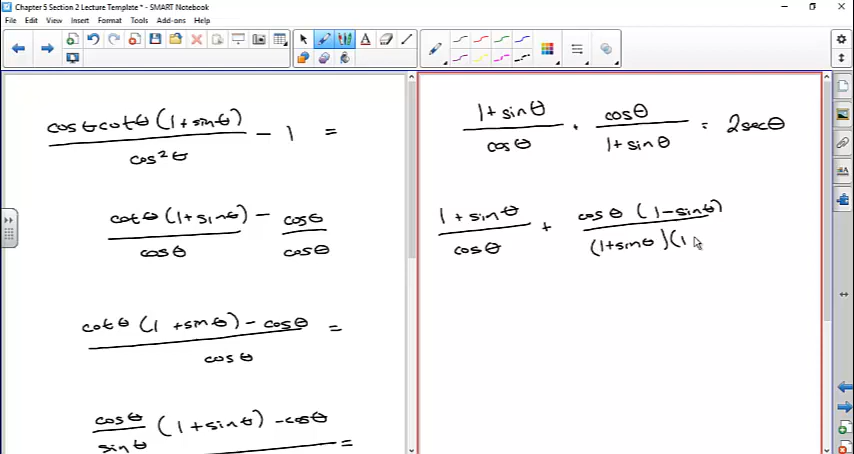 Chapter 5 Section 2 Lecture Template * - SMART Notebook
File Edit View Insert Format Tools Add-ons Help
cosθcotθ(1+sinθ)/cos²θ - 1 =
cotθ(1+sinθ)/cosθ - cosθ/cosθ
cotθ(1+sinθ)-cosθ/cosθ =
cosθ/sinθ (1+sinθ)-cosθ =
1+sinθ/cosθ + cosθ/1+sinθ = 2secθ
1+sinθ/cosθ + cosθ(1-sinθ)/(1+sinθ)(1